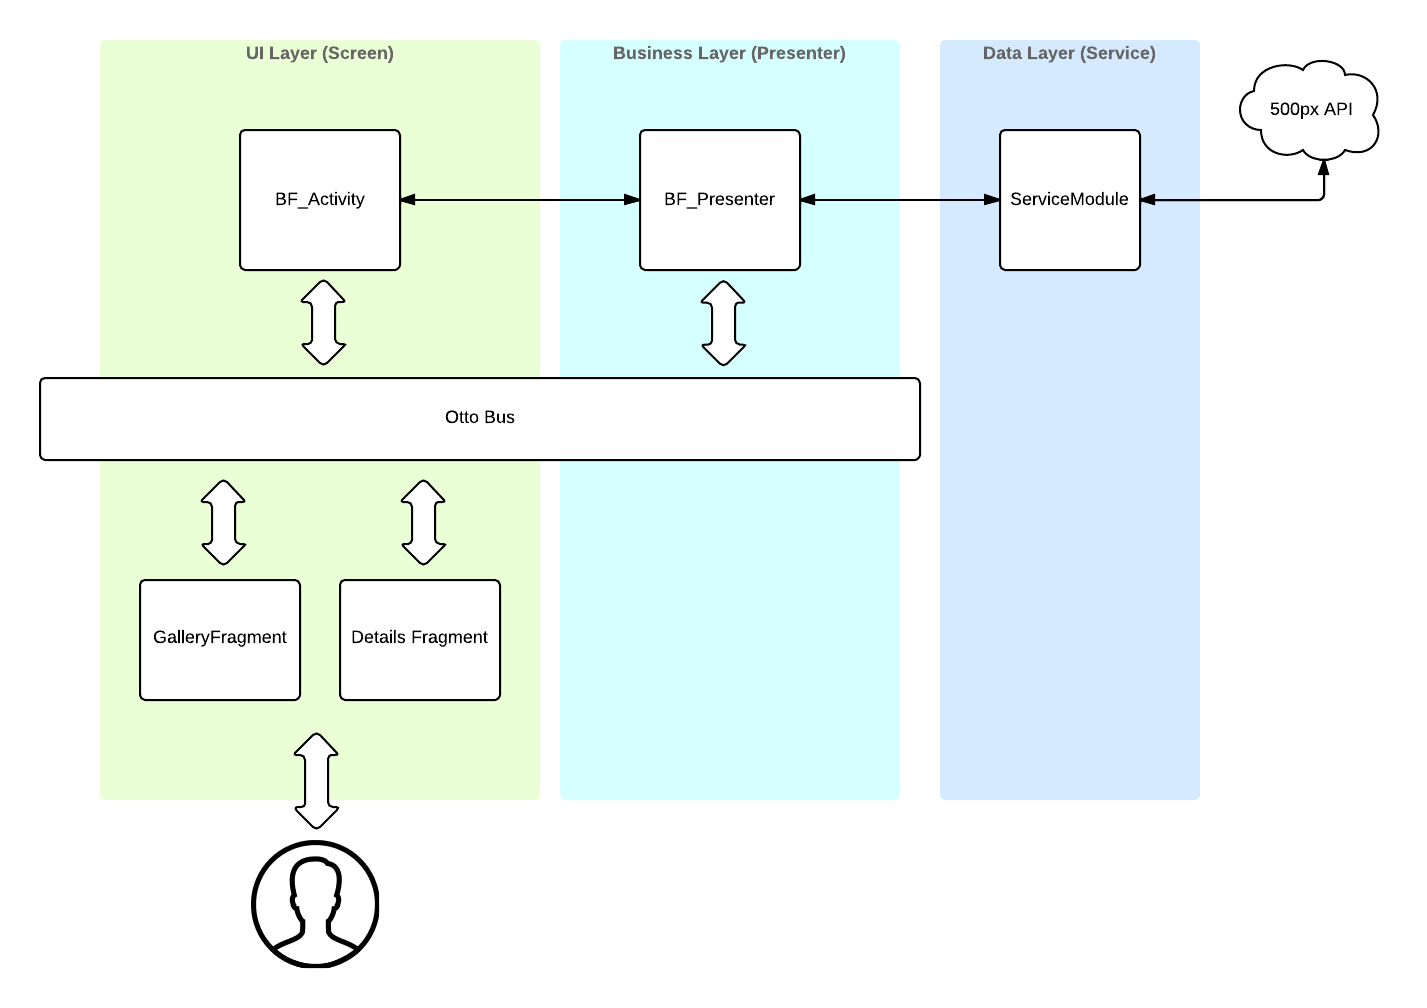 UI Layer (Screen)
Business Layer (Presenter)
Data Layer (Service)
500px API
BF_Activity
BF_Presenter
ServiceModule
Otto Bus
GalleryFragment
Details Fragment